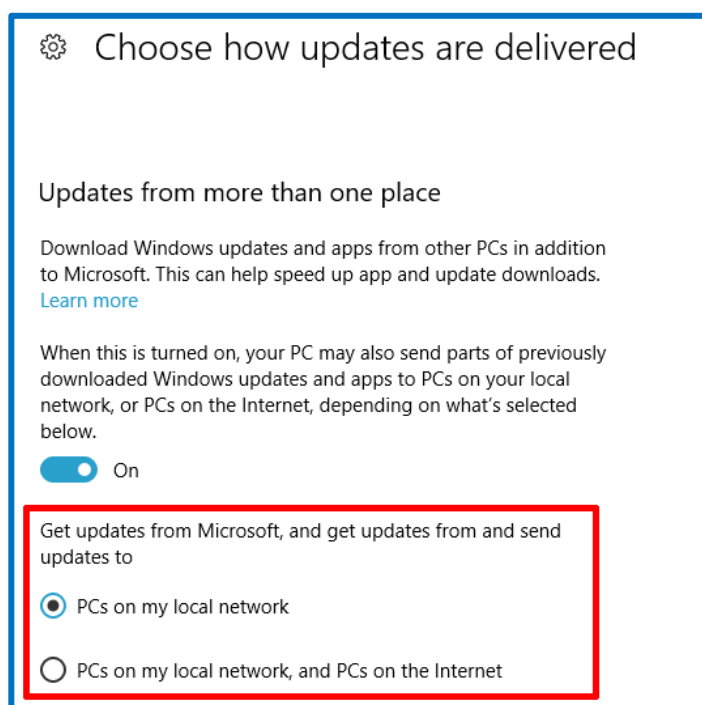 Choose how updates are delivered
Updates from more than one place
Download Windows updates and apps from other PCs in addition
to Microsoft. This can help speed up app and update downloads.
Learn more
When this is turned on, your PC may also send parts of previously
downloaded Windows updates and apps to PCs on your local
network, or PCs on the Internet, depending on what's selected
below.
On
Get updates from Microsoft, and get updates from and send
updates to
PCs on my local network
PCs on my local network, and PCs on the Internet